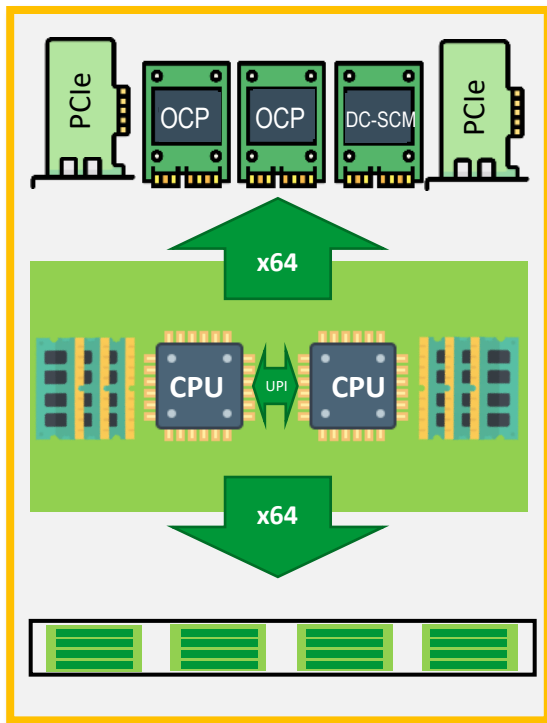 PCIe
OCP
OCP
DC-SCM
PCIe
x64
CPU
UPI
CPU
x64